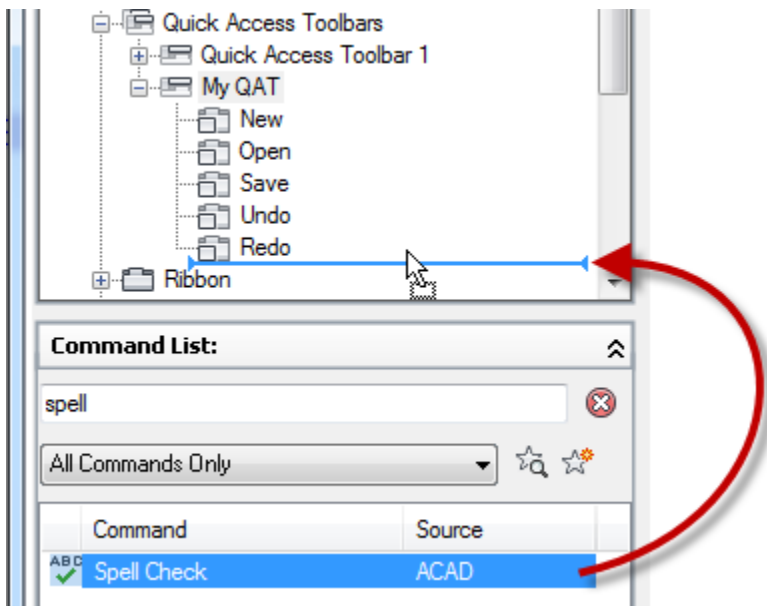 Quick Access Toolbars
Quick Access Toolbar 1
My QAT
New
Open
Save
Undo
Redo
Ribbon
Command List:
spell
All Commands Only
Command Source
ABC Spell Check ACAD